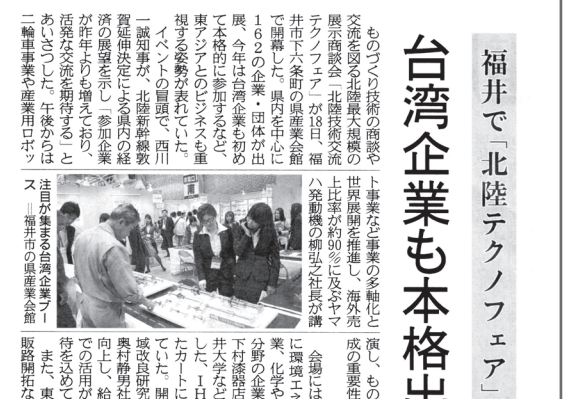 福井で「北陸テクノフェア」
台湾企業も本格出
ものづくり技術の商談や
交流を図る北陸最大規模の
展示商談会「北陸技術交流
テクノフェア」が18日、福
井市下六条町の県産業会館
で開幕した。県内を中心に
162の企業・団体が出
展、今年は台湾企業も初め
て本格的に参加するなど、
東アジアとのビジネスも重
視する姿勢が表れていた。
イベントの冒頭で、西川
一誠知事が、北陸新幹線敦
賀延伸決定による県内の経
済の展望を示し「参加企業
が昨年よりも増えており、
活発な交流を期待する」と
あいさつした。午後からは
二輪車事業や産業用ロボッ
ト事業など事業の多軸化と
世界展開を推進し、海外売
上比率が約90％に及ぶヤマ
ハ発動機の柳弘之社長が講
注目が集まる台湾企業ブー
ス＝福井市の県産業会館
演し、もの
成の重要性
会場には
に環境エネ
業、化学や
分野の企業
下村漆器店
井大学など
した、ＩＨ
たカートに
ていた。開
域改良研究
奥村静男社
向上し、給
での活用が
待を込めて
また、東
販路開拓な